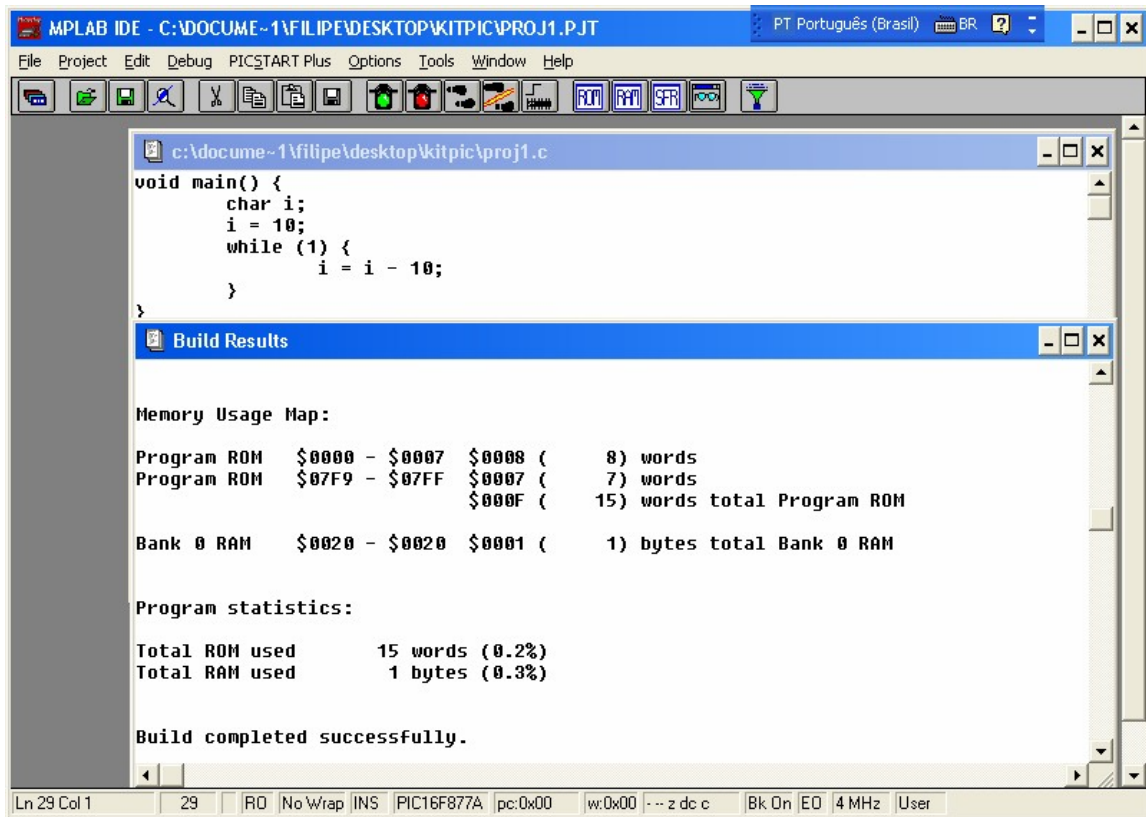 MPLAB IDE - C:\DOCUME~1\FILIPE\DESKTOP\KITPIC\PROJ1.PJT
PT Português (Brasil) BR ?
File Project Edit Debug PICSTART Plus Options Tools Window Help
ROM RAM SFR
c:\docume~1\filipe\desktop\kitpic\proj1.c
void main() {
char i;
i = 10;
while (1) {
i = i - 10;
}
}
Build Results
Memory Usage Map:
Program ROM $0000 - $0007 $0008 ( 8) words
Program ROM $07F9 - $07FF $0007 ( 7) words
$000F ( 15) words total Program ROM
Bank 0 RAM $0020 - $0020 $0001 ( 1) bytes total Bank 0 RAM
Program statistics:
Total ROM used 15 words (0.2%)
Total RAM used 1 bytes (0.3%)
Build completed successfully.
Ln 29 Col 1 29 RO No Wrap INS PIC16F877A pc:0x00 w:0x00 - -- z dc c Bk On EO 4 MHz User